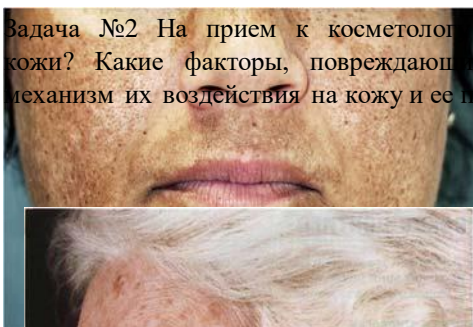 Задача №2 На прием к косметолог
кожи? Какие факторы, повреждающ
механизм их воздействия на кожу и ее